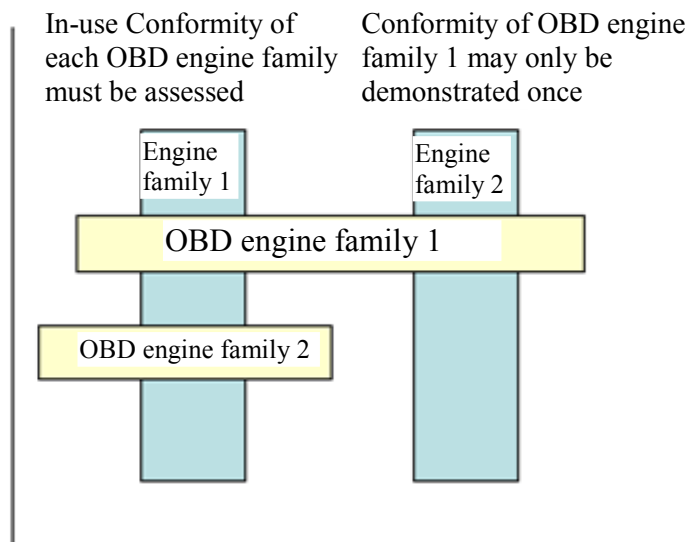 In-use Conformity of
each OBD engine family
must be assessed
Conformity of OBD engine
family 1 may only be
demonstrated once
Engine
family 1
Engine
family 2
OBD engine family 1
OBD engine family 2